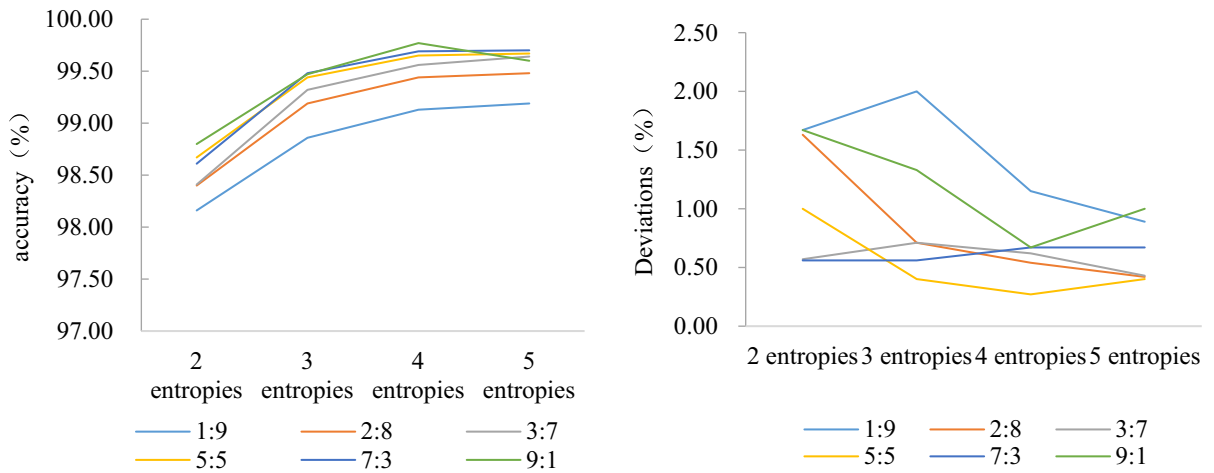 100.00
99.50
99.00
98.50
98.00
97.50
97.00
accuracy（%）
2 entropies
3 entropies
4 entropies
5 entropies
1:9 2:8 3:7
5:5 7:3 9:1
2.50
2.00
1.50
1.00
0.50
0.00
Deviations（%）
2 entropies 3 entropies 4 entropies 5 entropies
1:9 2:8 3:7
5:5 7:3 9:1